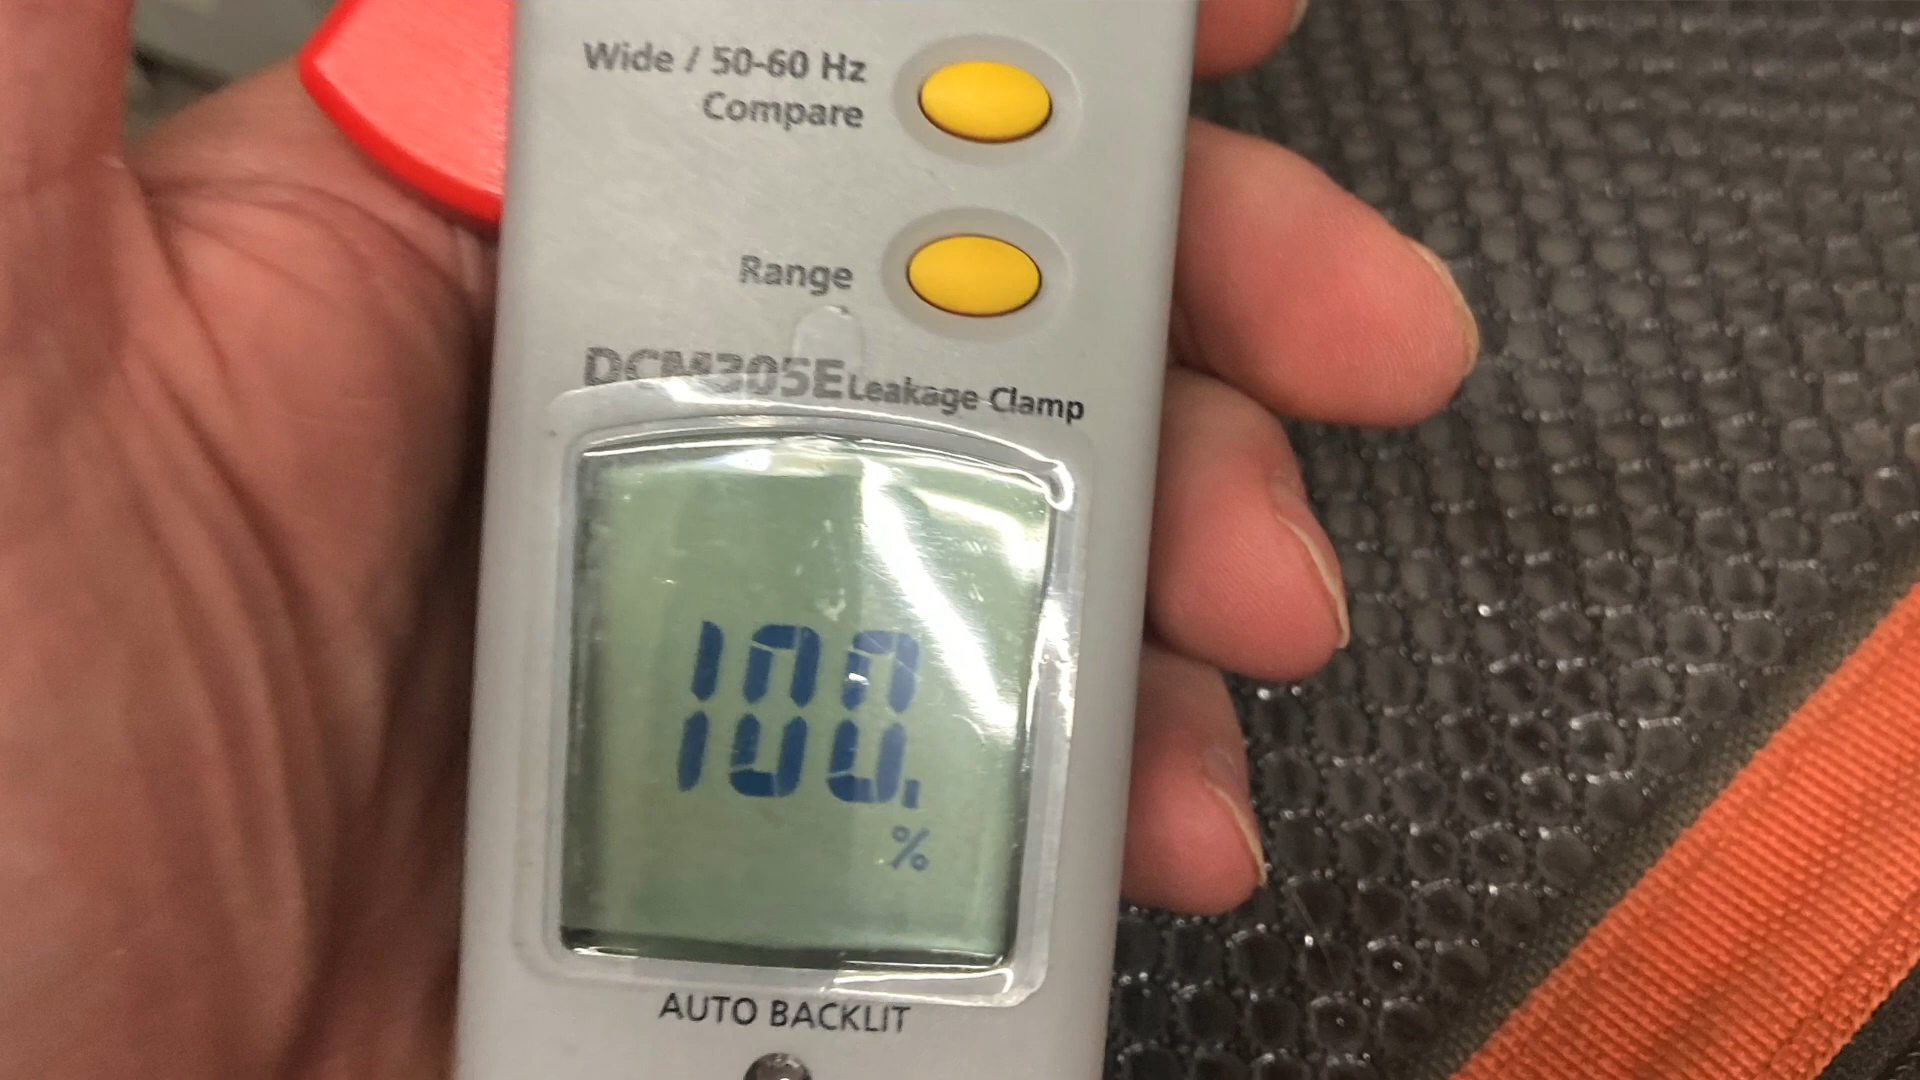 Wide / 50-60 Hz
Compare
Range
DCM305E Leakage Clamp
100.
%
AUTO BACKLIT